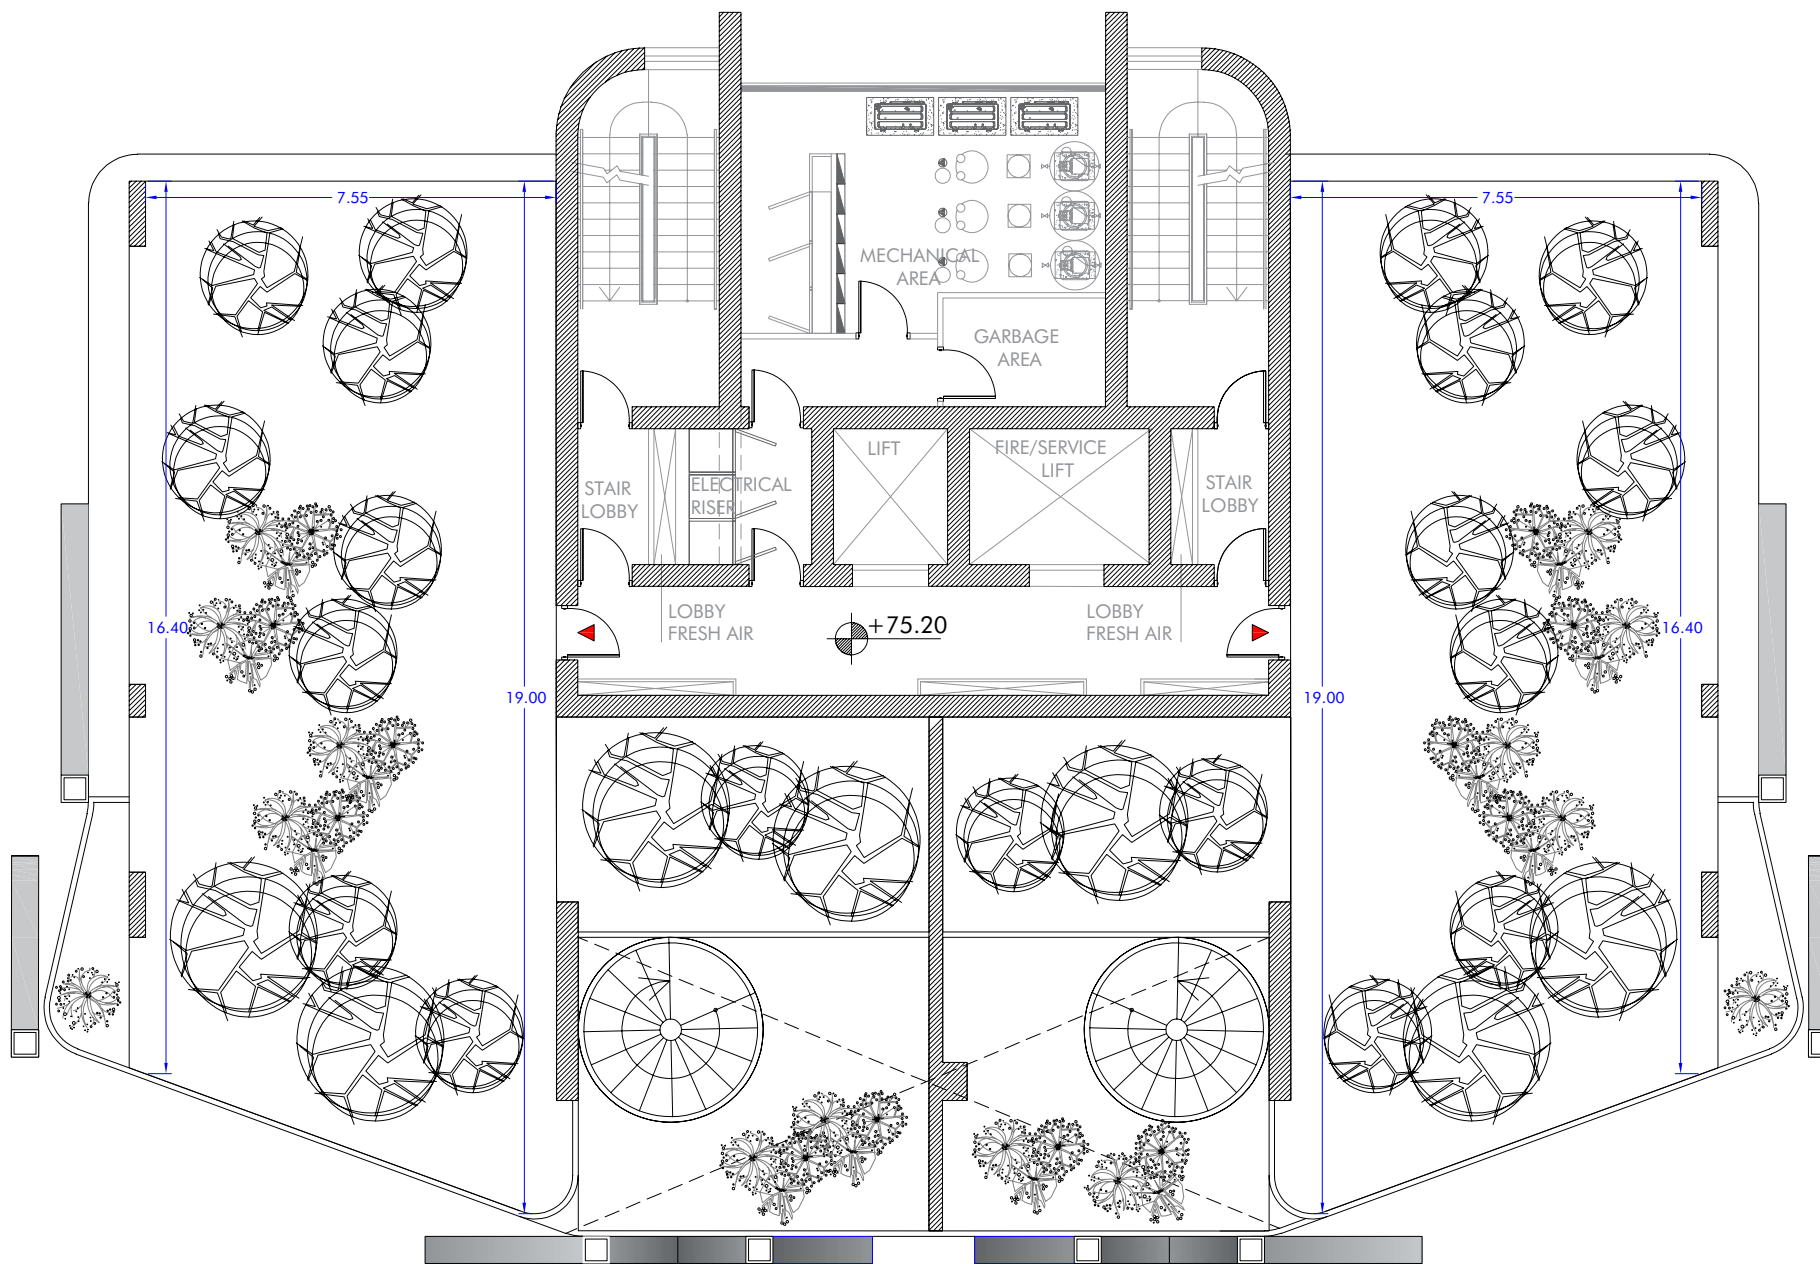 7.55
7.55
MECHANICAL
AREA
GARBAGE
AREA
LIFT
FIRE/SERVICE
LIFT
STAIR
LOBBY
ELECTRICAL
RISER
STAIR
LOBBY
LOBBY
FRESH AIR
+75.20
LOBBY
FRESH AIR
16.40
16.40
19.00
19.00